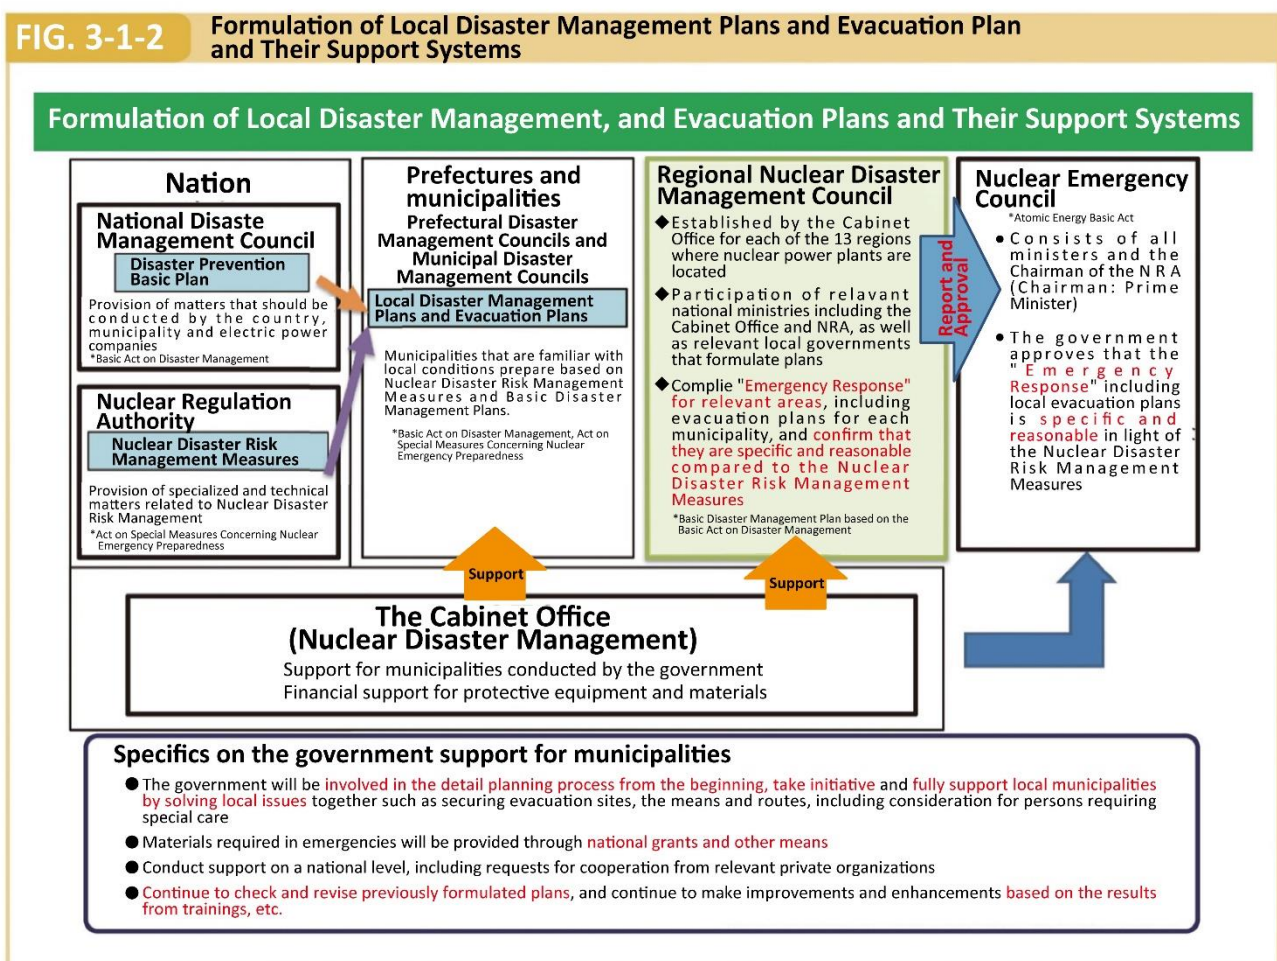 FIG. 3-1-2
Formulation of Local Disaster Management Plans and Evacuation Plan
and Their Support Systems
Formulation of Local Disaster Management, and Evacuation Plans and Their Support Systems
Nation
National Disaste
Management Council
Disaster Prevention
Basic Plan
Provision of matters that should be
conducted by the country,
municipality and electric power
companies
*Basic Act on Disaster Management
Nuclear Regulation
Authority
Nuclear Disaster Risk
Management Measures
Provision of specialized and technical
matters related to Nuclear Disaster
Risk Management
*Act on Special Measures Concerning Nuclear
Emergency Preparedness
Prefectures and
municipalities
Prefectural Disaster
Management Councils and
Municipal Disaster
Management Councils
Local Disaster Management
Plans and Evacuation Plans
Municipalities that are familiar with
local conditions prepare based on
Nuclear Disaster Risk Management
Measures and Basic Disaster
Management Plans.
*Basic Act on Disaster Management, Act on
Special Measures Concerning Nuclear
Emergency Preparedness
Support
Regional Nuclear Disaster
Management Council
◆Established by the Cabinet
Office for each of the 13 regions
where nuclear power plants are
located
◆Participation of relavant
national ministries including the
Cabinet Office and NRA, as well
as relevant local governments
that formulate plans
◆Complie "Emergency Response"
for relevant areas, including
evacuation plans for each
municipality, and confirm that
they are specific and reasonable
compared to the Nuclear
Disaster Risk Management
Measures
*Basic Disaster Management Plan based on the
Basic Act on Disaster Management
Support
Report and
Approval
Nuclear Emergency
Council
*Atomic Energy Basic Act
● Consists of all
ministers and the
Chairman of the N R A
(Chairman: Prime
Minister)
● The government
approves that the
" Emergency
Response" including
local evacuation plans
is specific and
reasonable in light of :
the Nuclear Disaster
Risk Management
Measures
The Cabinet Office
(Nuclear Disaster Management)
Support for municipalities conducted by the government
Financial support for protective equipment and materials
Specifics on the government support for municipalities
● The government will be involved in the detail planning process from the beginning, take initiative and fully support local municipalities
by solving local issues together such as securing evacuation sites, the means and routes, including consideration for persons requiring
special care
● Materials required in emergencies will be provided through national grants and other means
● Conduct support on a national level, including requests for cooperation from relevant private organizations
● Continue to check and revise previously formulated plans, and continue to make improvements and enhancements based on the results
from trainings, etc.